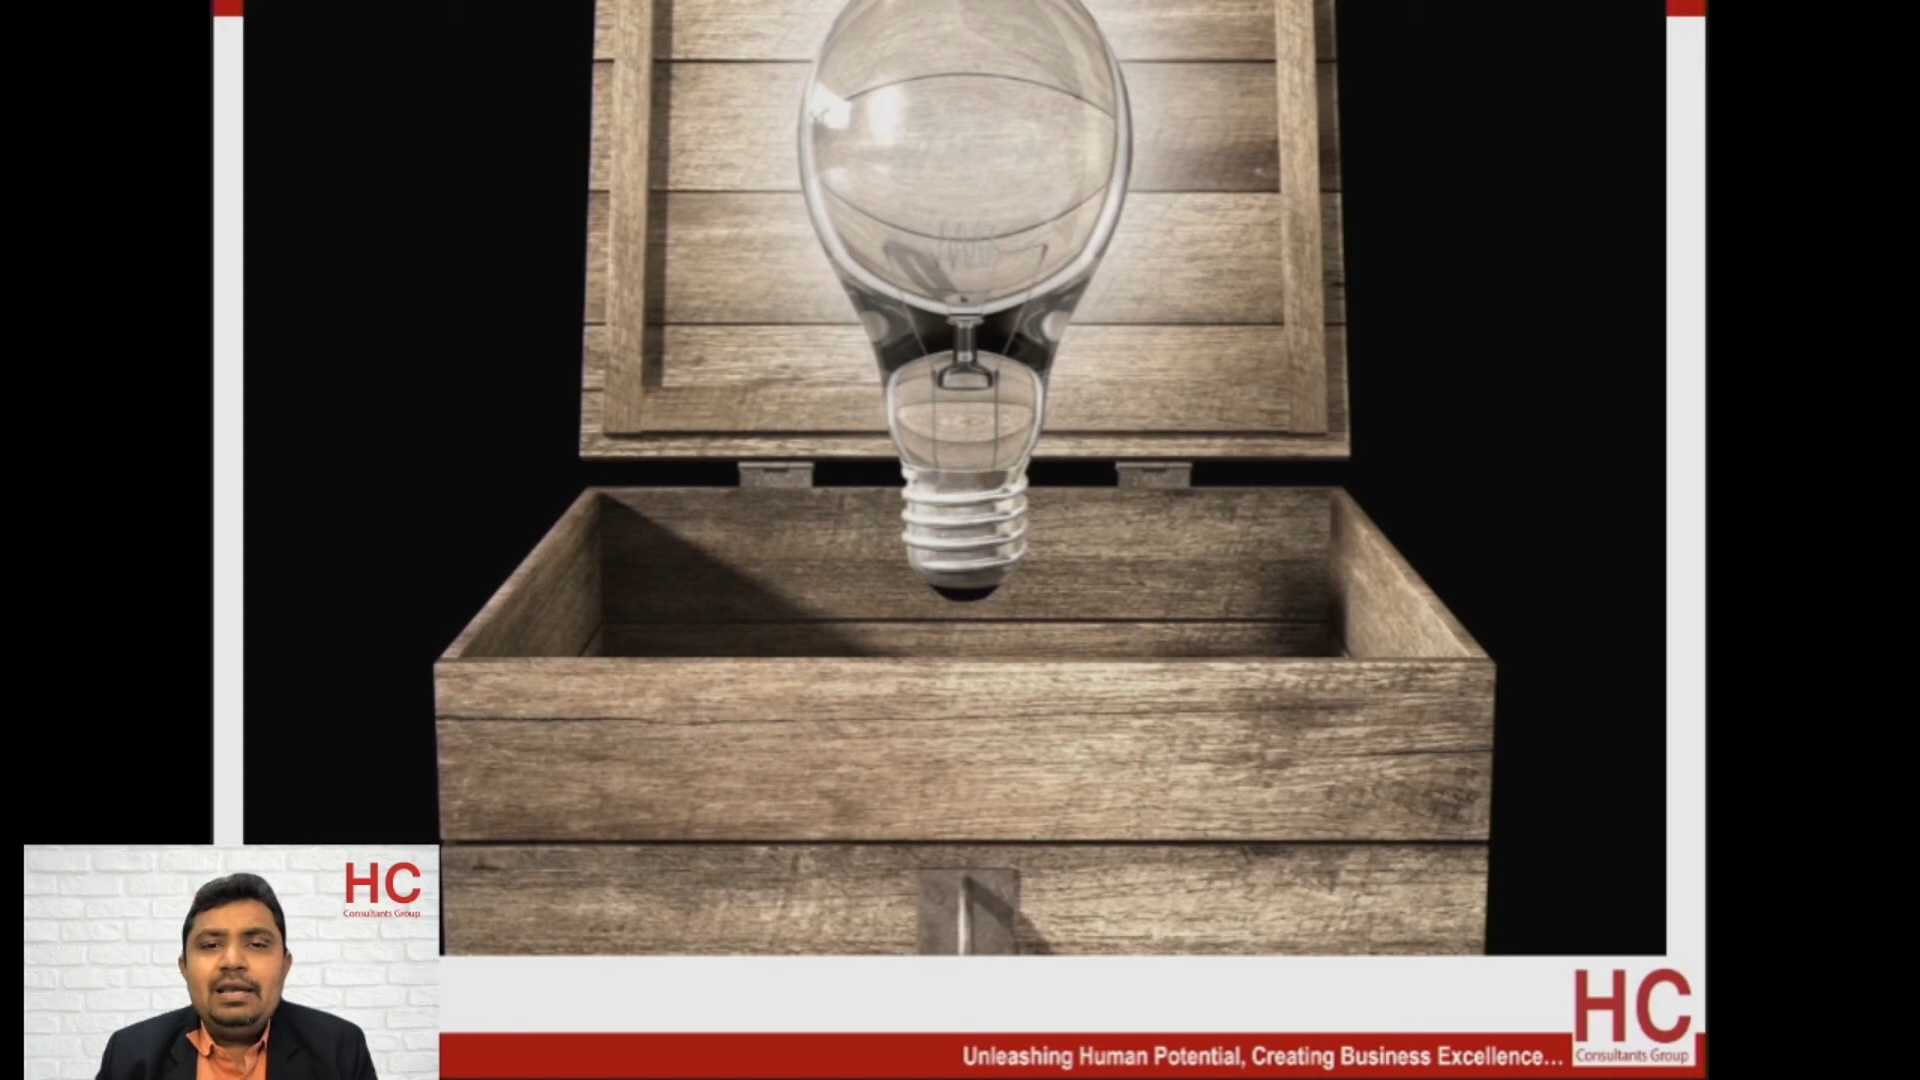 HC
Consultants Group
Unleashing Human Potential, Creating Business Excellence...
HC
Consultants Group